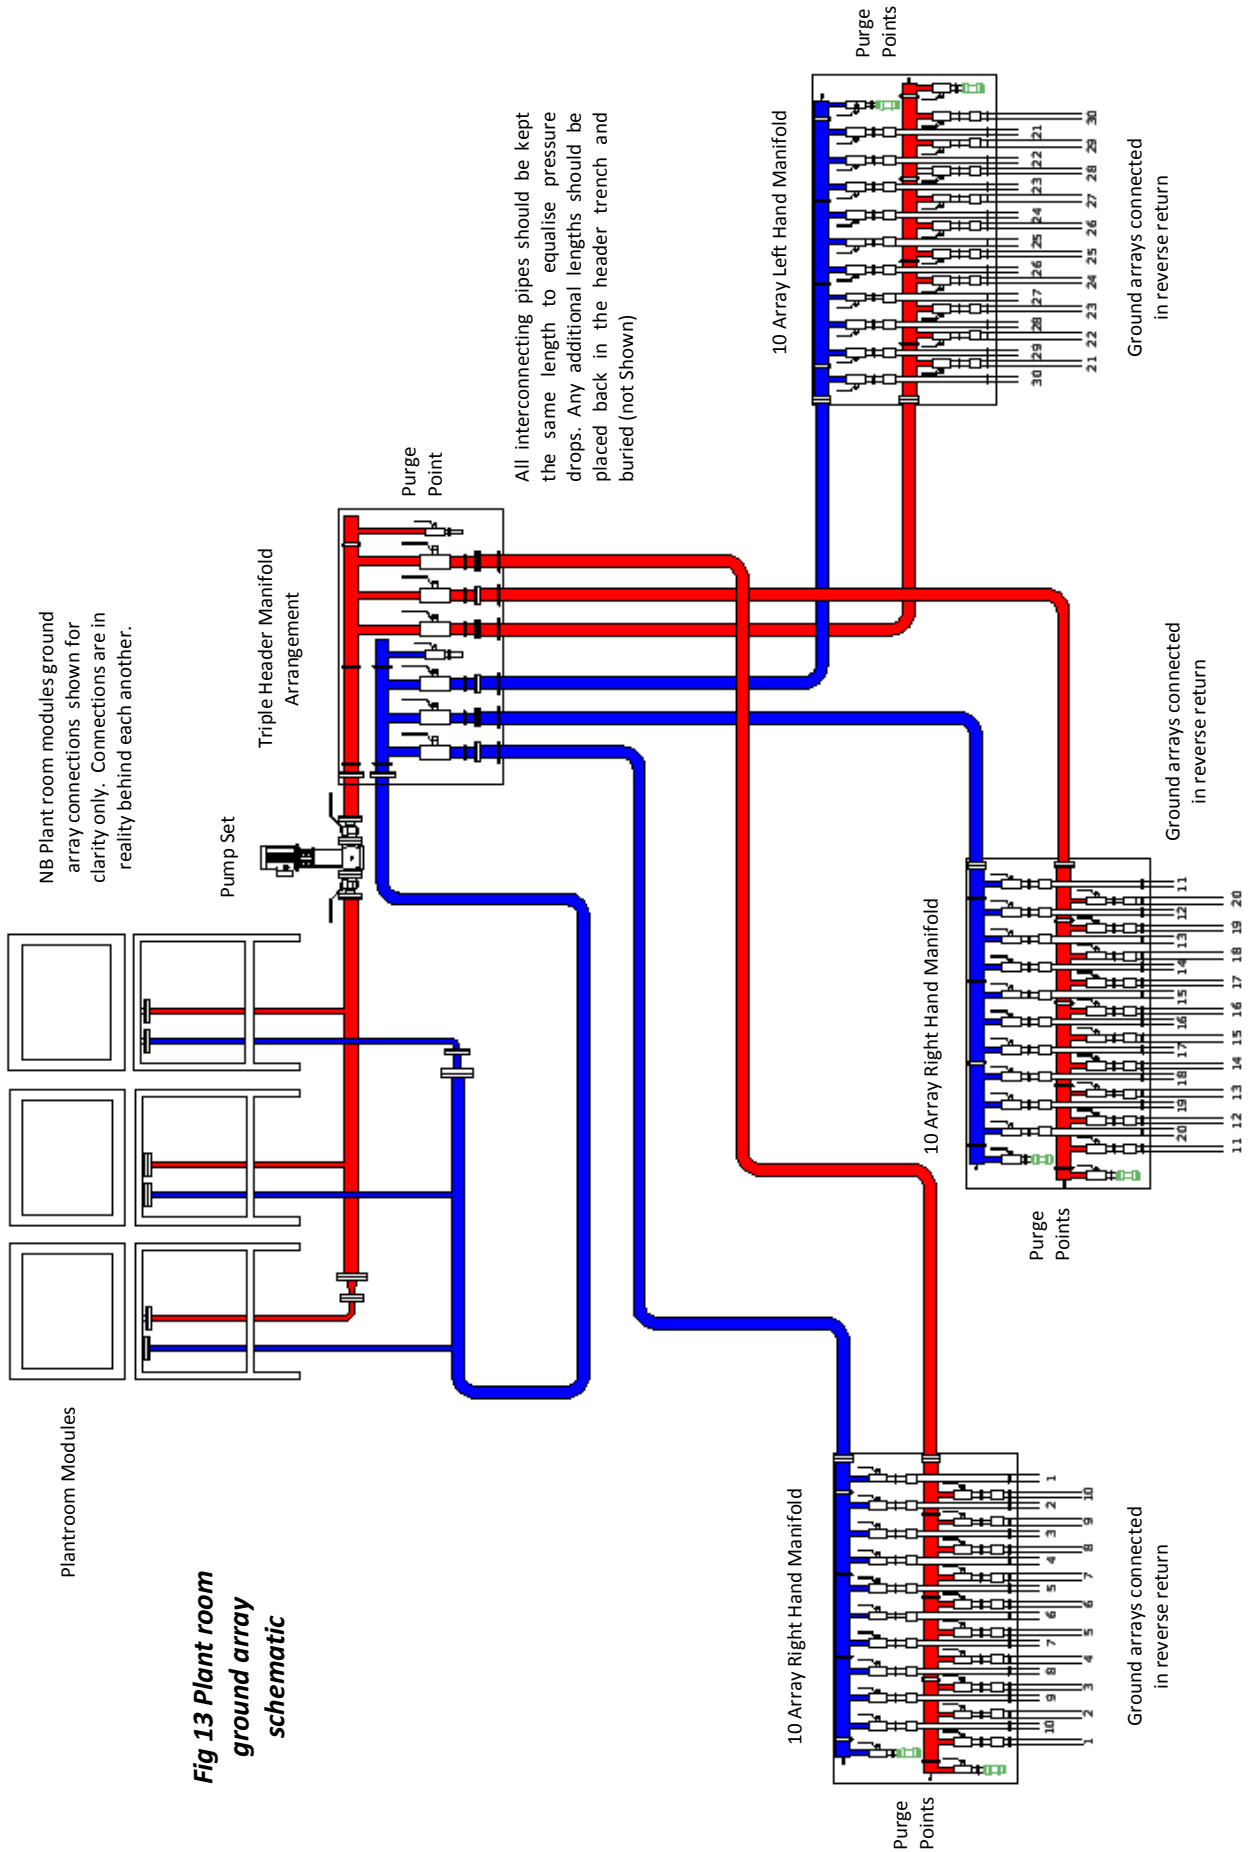 NB Plant room modules ground
array connections shown for
clarity only. Connections are in
reality behind each another.
Plantroom Modules
Fig 13 Plant room
ground array
schematic
Pump Set
Triple Header Manifold
Arrangement
Purge
Point
All interconnecting pipes should be kept
the same length to equalise pressure
drops. Any additional lengths should be
placed back in the header trench and
buried (not Shown)
10 Array Right Hand Manifold
Purge
Points
10 9 8 7 6 5 4 3 2 1
1 2 3 4 5 6 7 8 9 10
Ground arrays connected
in reverse return
10 Array Right Hand Manifold
Purge
Points
20 19 18 17 16 15 14 13 12 11
11 12 13 14 15 16 17 18 19 20
Ground arrays connected
in reverse return
10 Array Left Hand Manifold
Purge
Points
30 29 28 27 26 25 24 23 22 21
21 22 23 24 25 26 27 28 29 30
Ground arrays connected
in reverse return